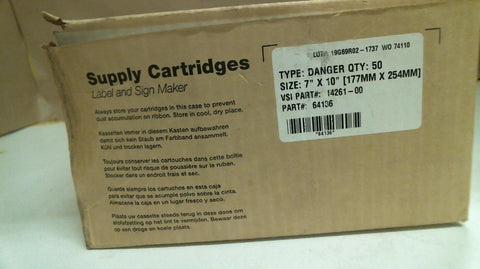 Supply Cartridges
Label and Sign Maker
Always store your cartridges in this case to prevent
dust accumulation on ribbon. Store in cool, dry place.
Kassetten immer in diesem Kasten aufbewahren
damit sich kein Staub am Farbband ansammelt.
Kühl und trocken lagern.
Toujours conserver les cartouches dans cette boîte
pour éviter tout risque de poussière sur le ruban.
Stocker dans un endroit frais et sec.
Guarde siempre los cartuchos en esta caja
para evitar que se acumule polvo sobre la cinta.
Almacene la caja en un lugar fresco y seco.
Plaats uw cassette steeds terug in deze doos om
stofafzetting op het lint te vermijden. Bewaar deze
op een droge en koele plaats.
LOT# 19G69R02-1737 WO 74110
TYPE: DANGER QTY: 50
SIZE: 7" X 10" [177MM X 254MM]
VSI PART#: 14261-00
PART#: 64136
*64136*